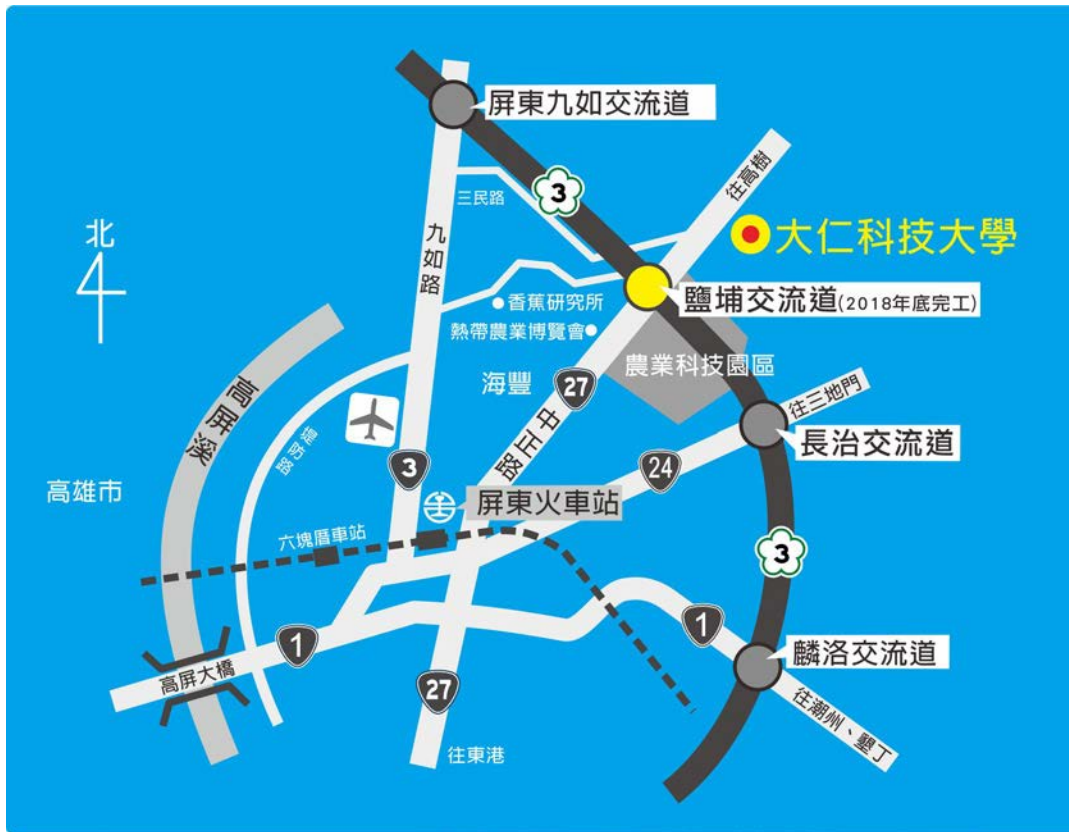 屏東九如交流道
往高樹
3
三民路
北
九如路
大仁科技大學
鹽埔交流道(2018年底完工)
香蕉研究所
熱帶農業博覽會
農業科技園區
海豐
27
中正路
往三地門
高屏溪
堤防路
長治交流道
3
24
高雄市
屏東火車站
六塊厝車站
3
1
1
麟洛交流道
高屏大橋
27
往潮州、墾丁
往東港